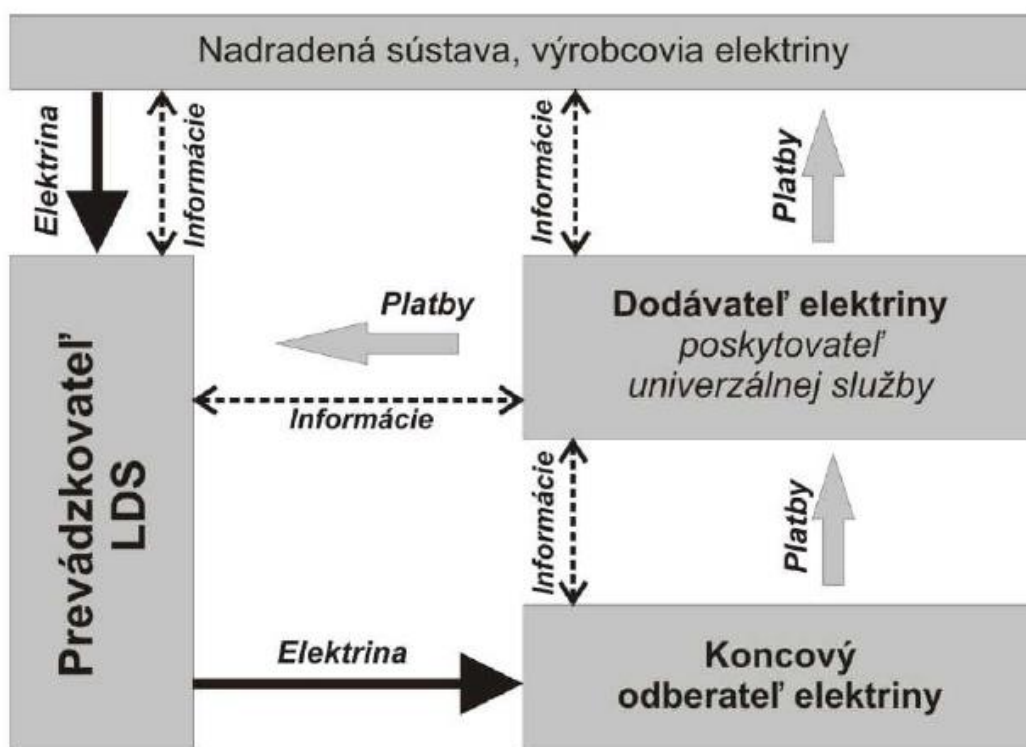 Nadradená sústava, výrobcovia elektriny
Elektrina
Informácie
Informácie
Platby
Platby
Informácie
Dodávateľ elektriny
poskytovateľ
univerzálnej služby
Prevádzkovateľ
LDS
Informácie
Platby
Elektrina
Koncový
odberateľ elektriny